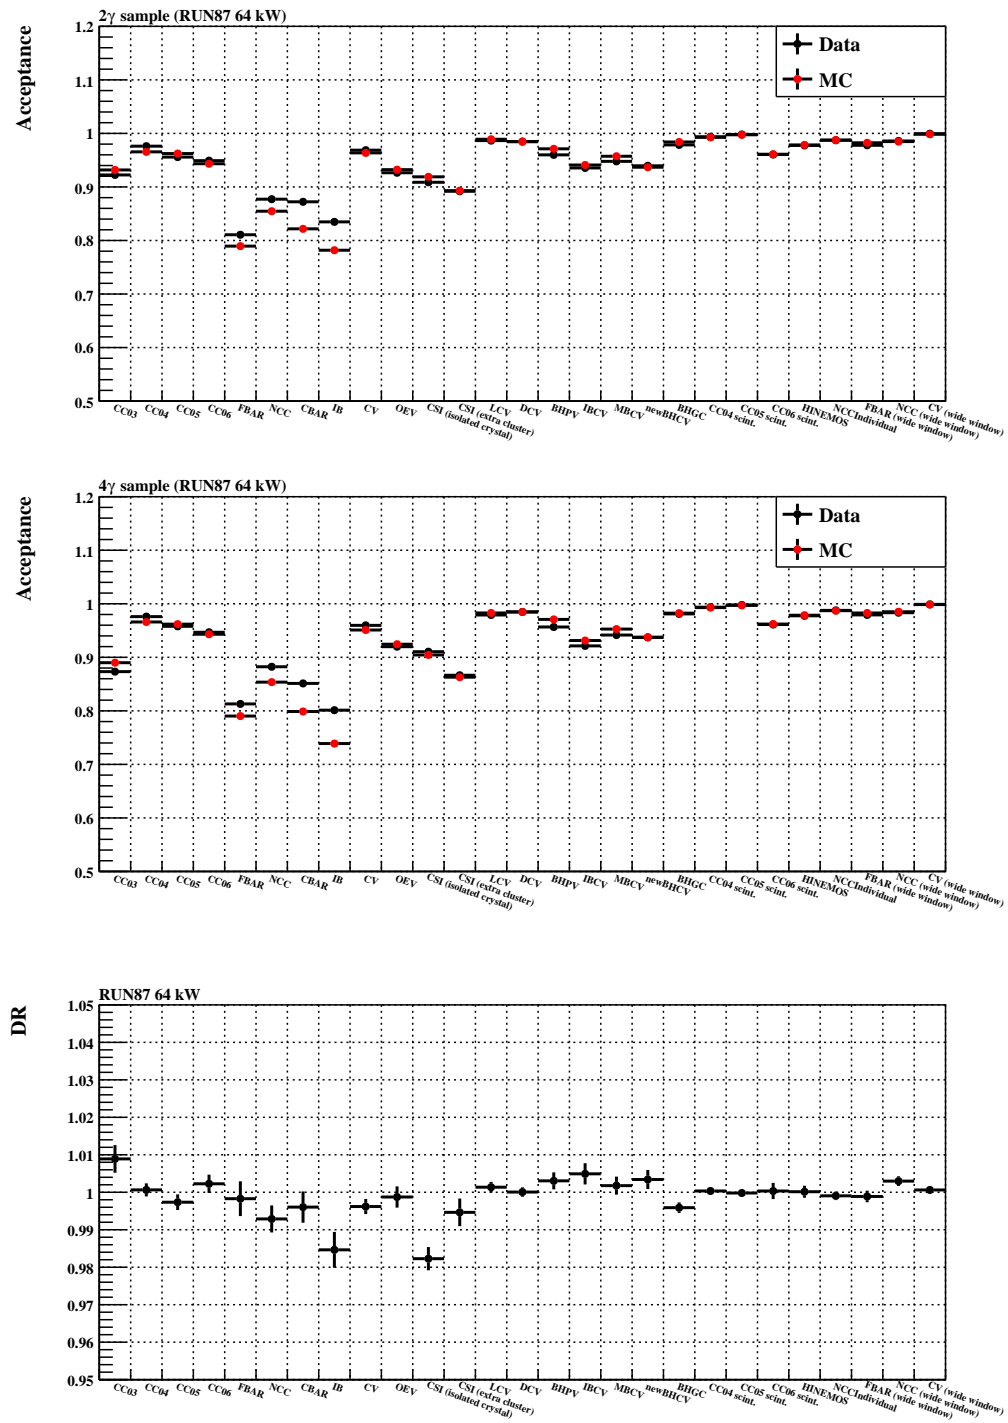 2γ sample (RUN87 64 kW)
Acceptance
1.2
1.1
1
0.9
0.8
0.7
0.6
0.5
Data
MC
CC03 CC04 CC05 CC06 FBAR NCC CBAR IB CV OEV CSI (isolated crystal) CSI (extra cluster) LCV DCV BHPV IBCV MBCV newBHCV BHGC CC04 scint. CC05 scint. CC06 scint. HINEMOS NCCIndividual FBAR (wide window) NCC (wide window) CV (wide window)
4γ sample (RUN87 64 kW)
Acceptance
1.2
1.1
1
0.9
0.8
0.7
0.6
0.5
Data
MC
CC03 CC04 CC05 CC06 FBAR NCC CBAR IB CV OEV CSI (isolated crystal) CSI (extra cluster) LCV DCV BHPV IBCV MBCV newBHCV BHGC CC04 scint. CC05 scint. CC06 scint. HINEMOS NCCIndividual FBAR (wide window) NCC (wide window) CV (wide window)
RUN87 64 kW
DR
1.05
1.04
1.03
1.02
1.01
1
0.99
0.98
0.97
0.96
0.95
CC03 CC04 CC05 CC06 FBAR NCC CBAR IB CV OEV CSI (isolated crystal) CSI (extra cluster) LCV DCV BHPV IBCV MBCV newBHCV BHGC CC04 scint. CC05 scint. CC06 scint. HINEMOS NCCIndividual FBAR (wide window) NCC (wide window) CV (wide window)